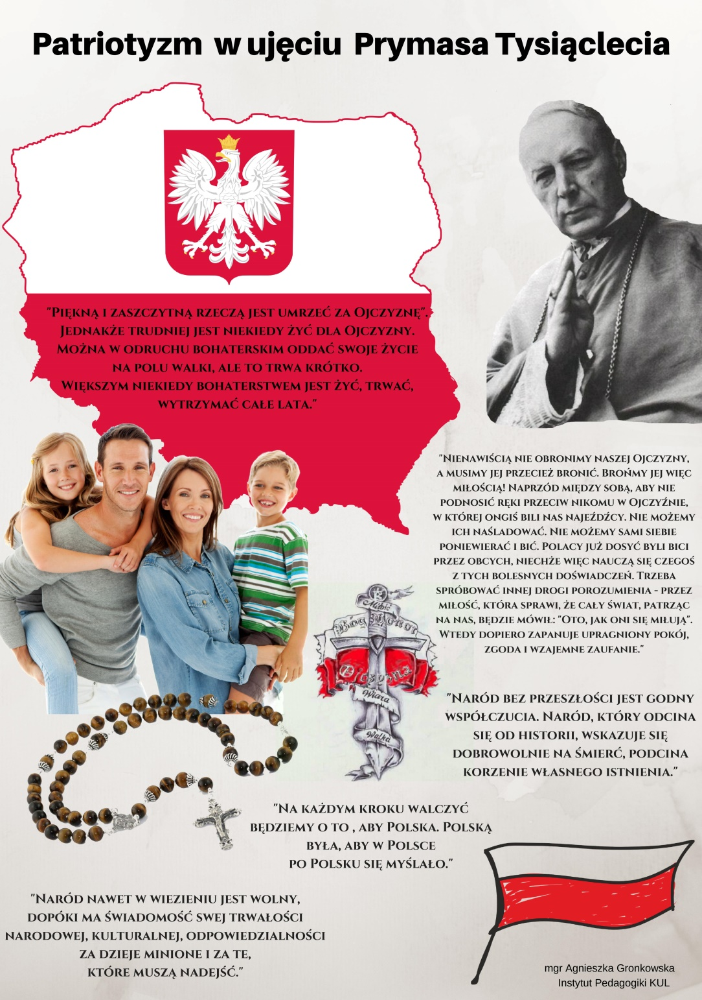 Patriotyzm w ujęciu Prymasa Tysiąclecia
"Piękną i zaszczytną rzeczą jest umrzeć za Ojczyznę".
Jednakże trudniej jest niekiedy żyć dla Ojczyzny.
Można w odruchu bohaterskim oddać swoje życie
na polu walki, ale to trwa krótko.
Większym niekiedy bohaterstwem jest żyć, trwać,
wytrzymać całe lata."
"Nienawiścią nie obronimy naszej Ojczyzny,
a musimy jej przecież bronić. Brońmy jej więc
miłością! Naprzód między sobą, aby nie
podnosić ręki przeciw nikomu w Ojczyźnie,
w której ongiś bili nas najeźdźcy. Nie możemy
ich naśladować. Nie możemy sami siebie
poniewierać i bić. Polacy już dosyć byli bici
przez obcych, niechże więc nauczą się czegoś
z tych bolesnych doświadczeń. Trzeba
spróbować innej drogi porozumienia - przez
miłość, która sprawi, że cały świat, patrząc
na nas, będzie mówił: "Oto, jak oni się miłują".
Wtedy dopiero zapanuje upragniony pokój,
zgoda i wzajemne zaufanie."
Miłość
Bóg Honor
Ojczyzna
Wiara
Walka
"Naród bez przeszłości jest godny
współczucia. Naród, który odcina
się od historii, wskazuje się
dobrowolnie na śmierć, podcina
korzenie własnego istnienia."
"Na każdym kroku walczyć
będziemy o to , aby Polska. Polską
była, aby w Polsce
po Polsku się myślało."
"Naród nawet w wiezieniu jest wolny,
dopóki ma świadomość swej trwałości
narodowej, kulturalnej, odpowiedzialności
za dzieje minione i za te,
które muszą nadejść."
mgr Agnieszka Gronkowska
Instytut Pedagogiki KUL